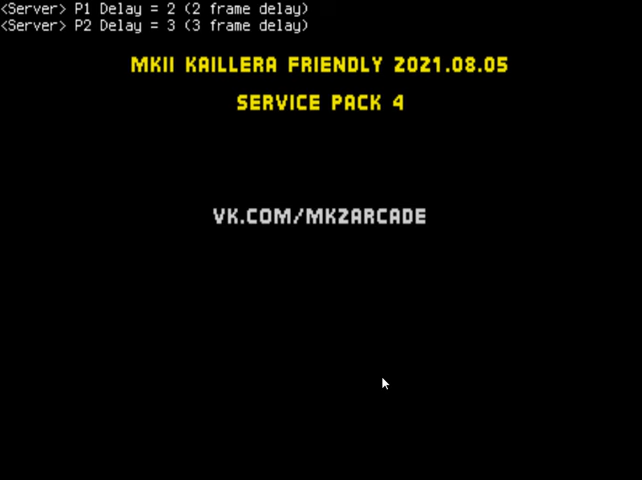 <Server> P1 Delay = 2 (2 frame delay)
<Server> P2 Delay = 3 (3 frame delay)
MKII KAILLERA FRIENDLY 2021.08.05
SERVICE PACK 4
VK.COM/MK2ARCADE